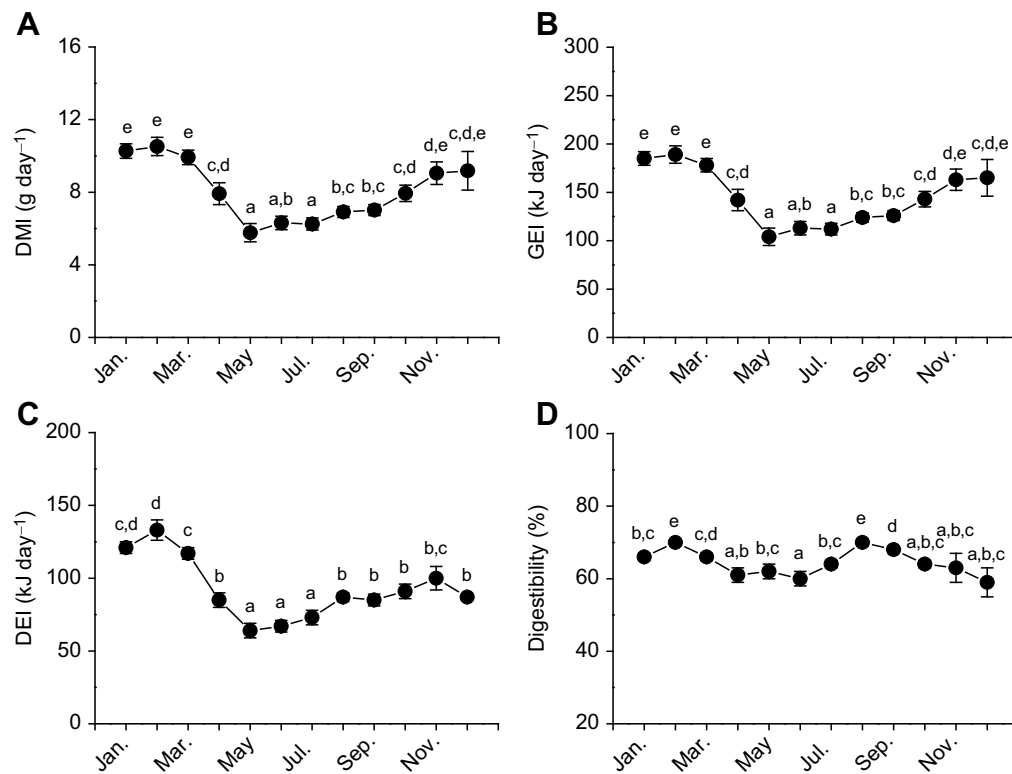 A
DMI (g day⁻¹)
16
12
8
4
0
e e e c,d a a,b a b,c b,c c,d d,e c,d,e
Jan. Mar. May Jul. Sep. Nov.
B
GEI (kJ day⁻¹)
300
250
200
150
100
50
0
e e e c,d a a,b a b,c b,c c,d d,e c,d,e
Jan. Mar. May Jul. Sep. Nov.
C
DEI (kJ day⁻¹)
200
150
100
50
0
c,d d c b a a a b b b b,c b
Jan. Mar. May Jul. Sep. Nov.
D
Digestibility (%)
100
80
60
40
20
b,c e c,d a,b b,c a b,c e d a,b,c a,b,c a,b,c
Jan. Mar. May Jul. Sep. Nov.